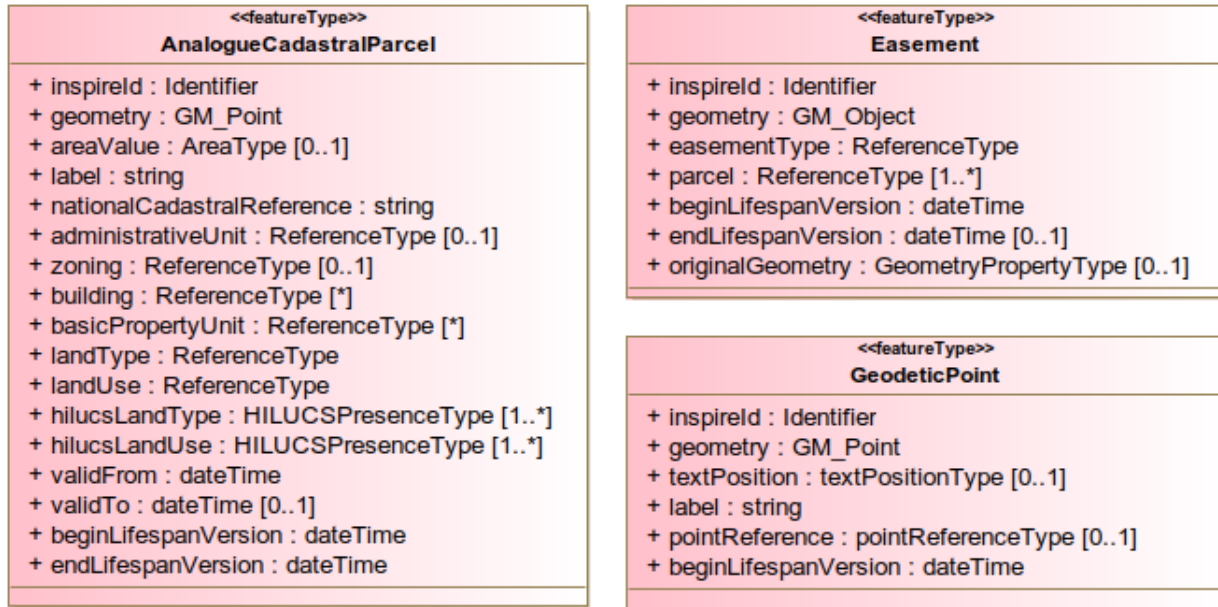 <<featureType>>
AnalogueCadastralParcel
+ inspireId : Identifier
+ geometry : GM_Point
+ areaValue : AreaType [0..1]
+ label : string
+ nationalCadastralReference : string
+ administrativeUnit : ReferenceType [0..1]
+ zoning : ReferenceType [0..1]
+ building : ReferenceType [*]
+ basicPropertyUnit : ReferenceType [*]
+ landType : ReferenceType
+ landUse : ReferenceType
+ hilucsLandType : HILUCSPresenceType [1..*]
+ hilucsLandUse : HILUCSPresenceType [1..*]
+ validFrom : dateTime
+ validTo : dateTime [0..1]
+ beginLifespanVersion : dateTime
+ endLifespanVersion : dateTime
<<featureType>>
Easement
+ inspireId : Identifier
+ geometry : GM_Object
+ easementType : ReferenceType
+ parcel : ReferenceType [1..*]
+ beginLifespanVersion : dateTime
+ endLifespanVersion : dateTime [0..1]
+ originalGeometry : GeometryPropertyType [0..1]
<<featureType>>
GeodeticPoint
+ inspireId : Identifier
+ geometry : GM_Point
+ textPosition : textPositionType [0..1]
+ label : string
+ pointReference : pointReferenceType [0..1]
+ beginLifespanVersion : dateTime